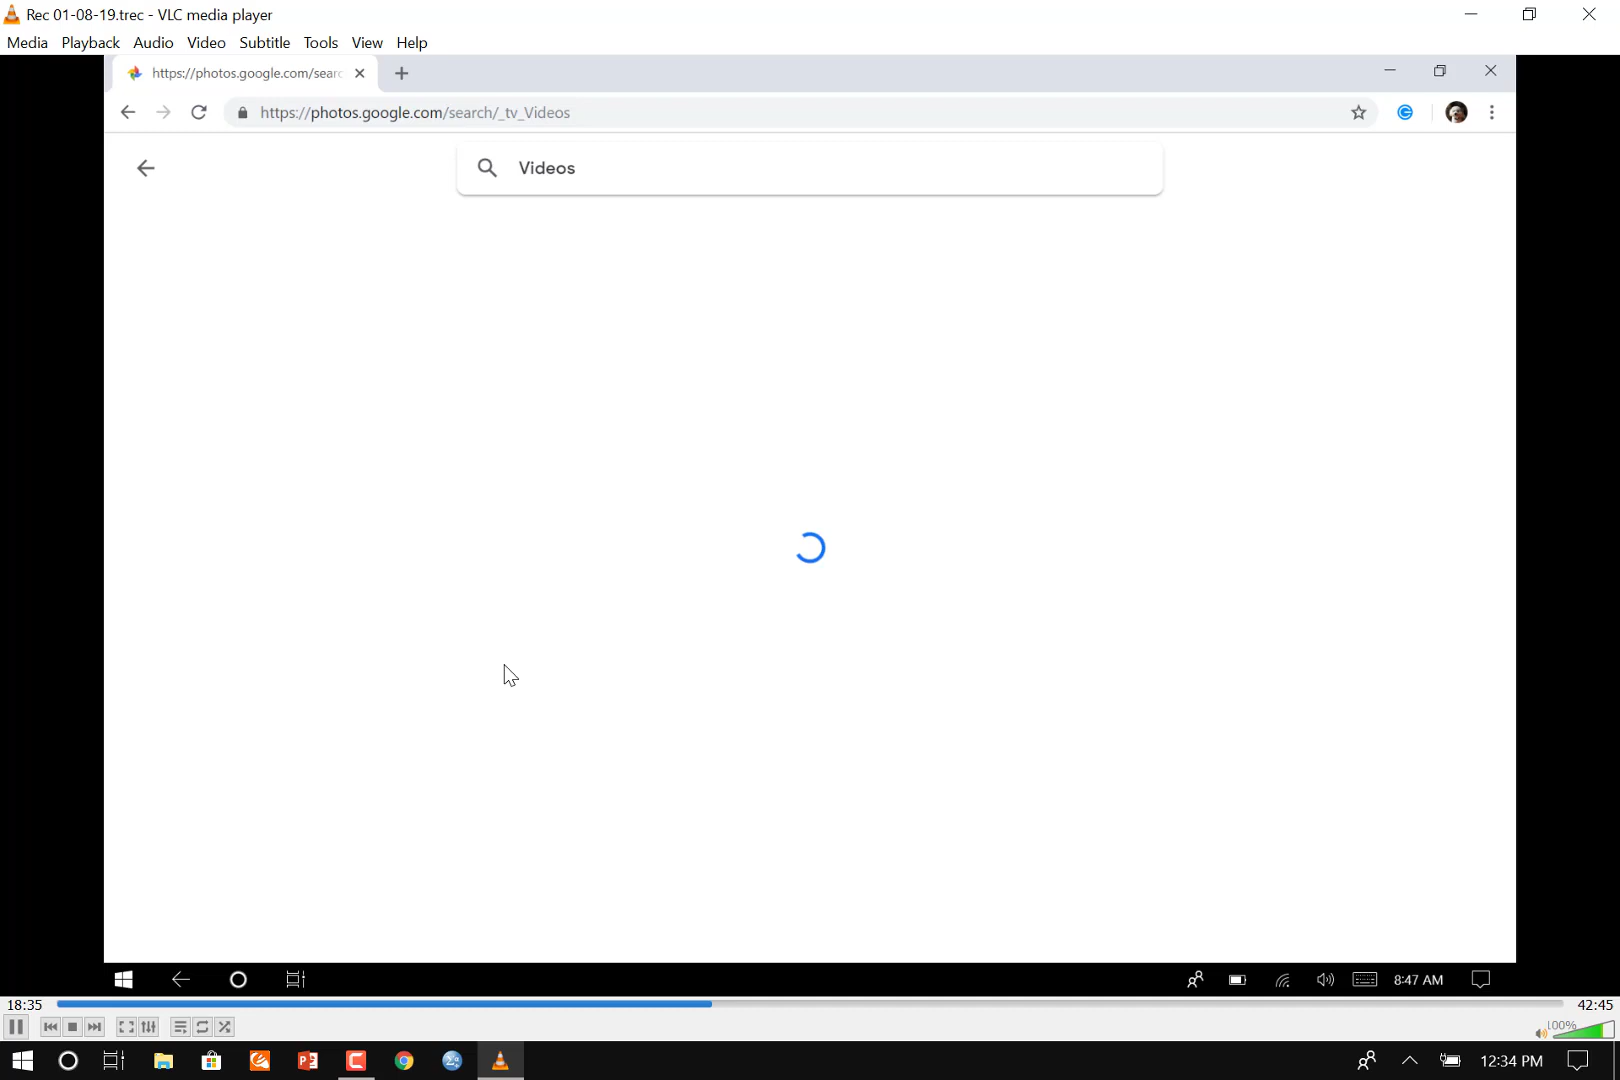 Rec 01-08-19.trec - VLC media player
Media Playback Audio Video Subtitle Tools View Help
https://photos.google.com/searc
https://photos.google.com/search/_tv_Videos
Videos
8:47 AM
18:35
42:45
100%
12:34 PM